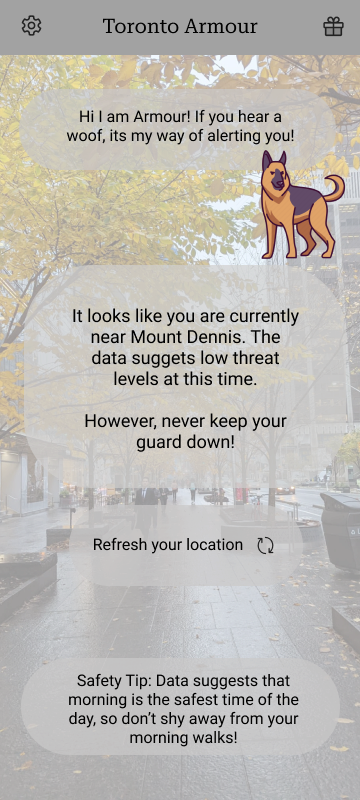 Toronto Armour
Hi I am Armour! If you hear a
woof, its my way of alerting you!
It looks like you are currently
near Mount Dennis. The
data suggets low threat
levels at this time.
However, never keep your
guard down!
Refresh your location
Safety Tip: Data suggests that
morning is the safest time of the
day, so don’t shy away from your
morning walks!